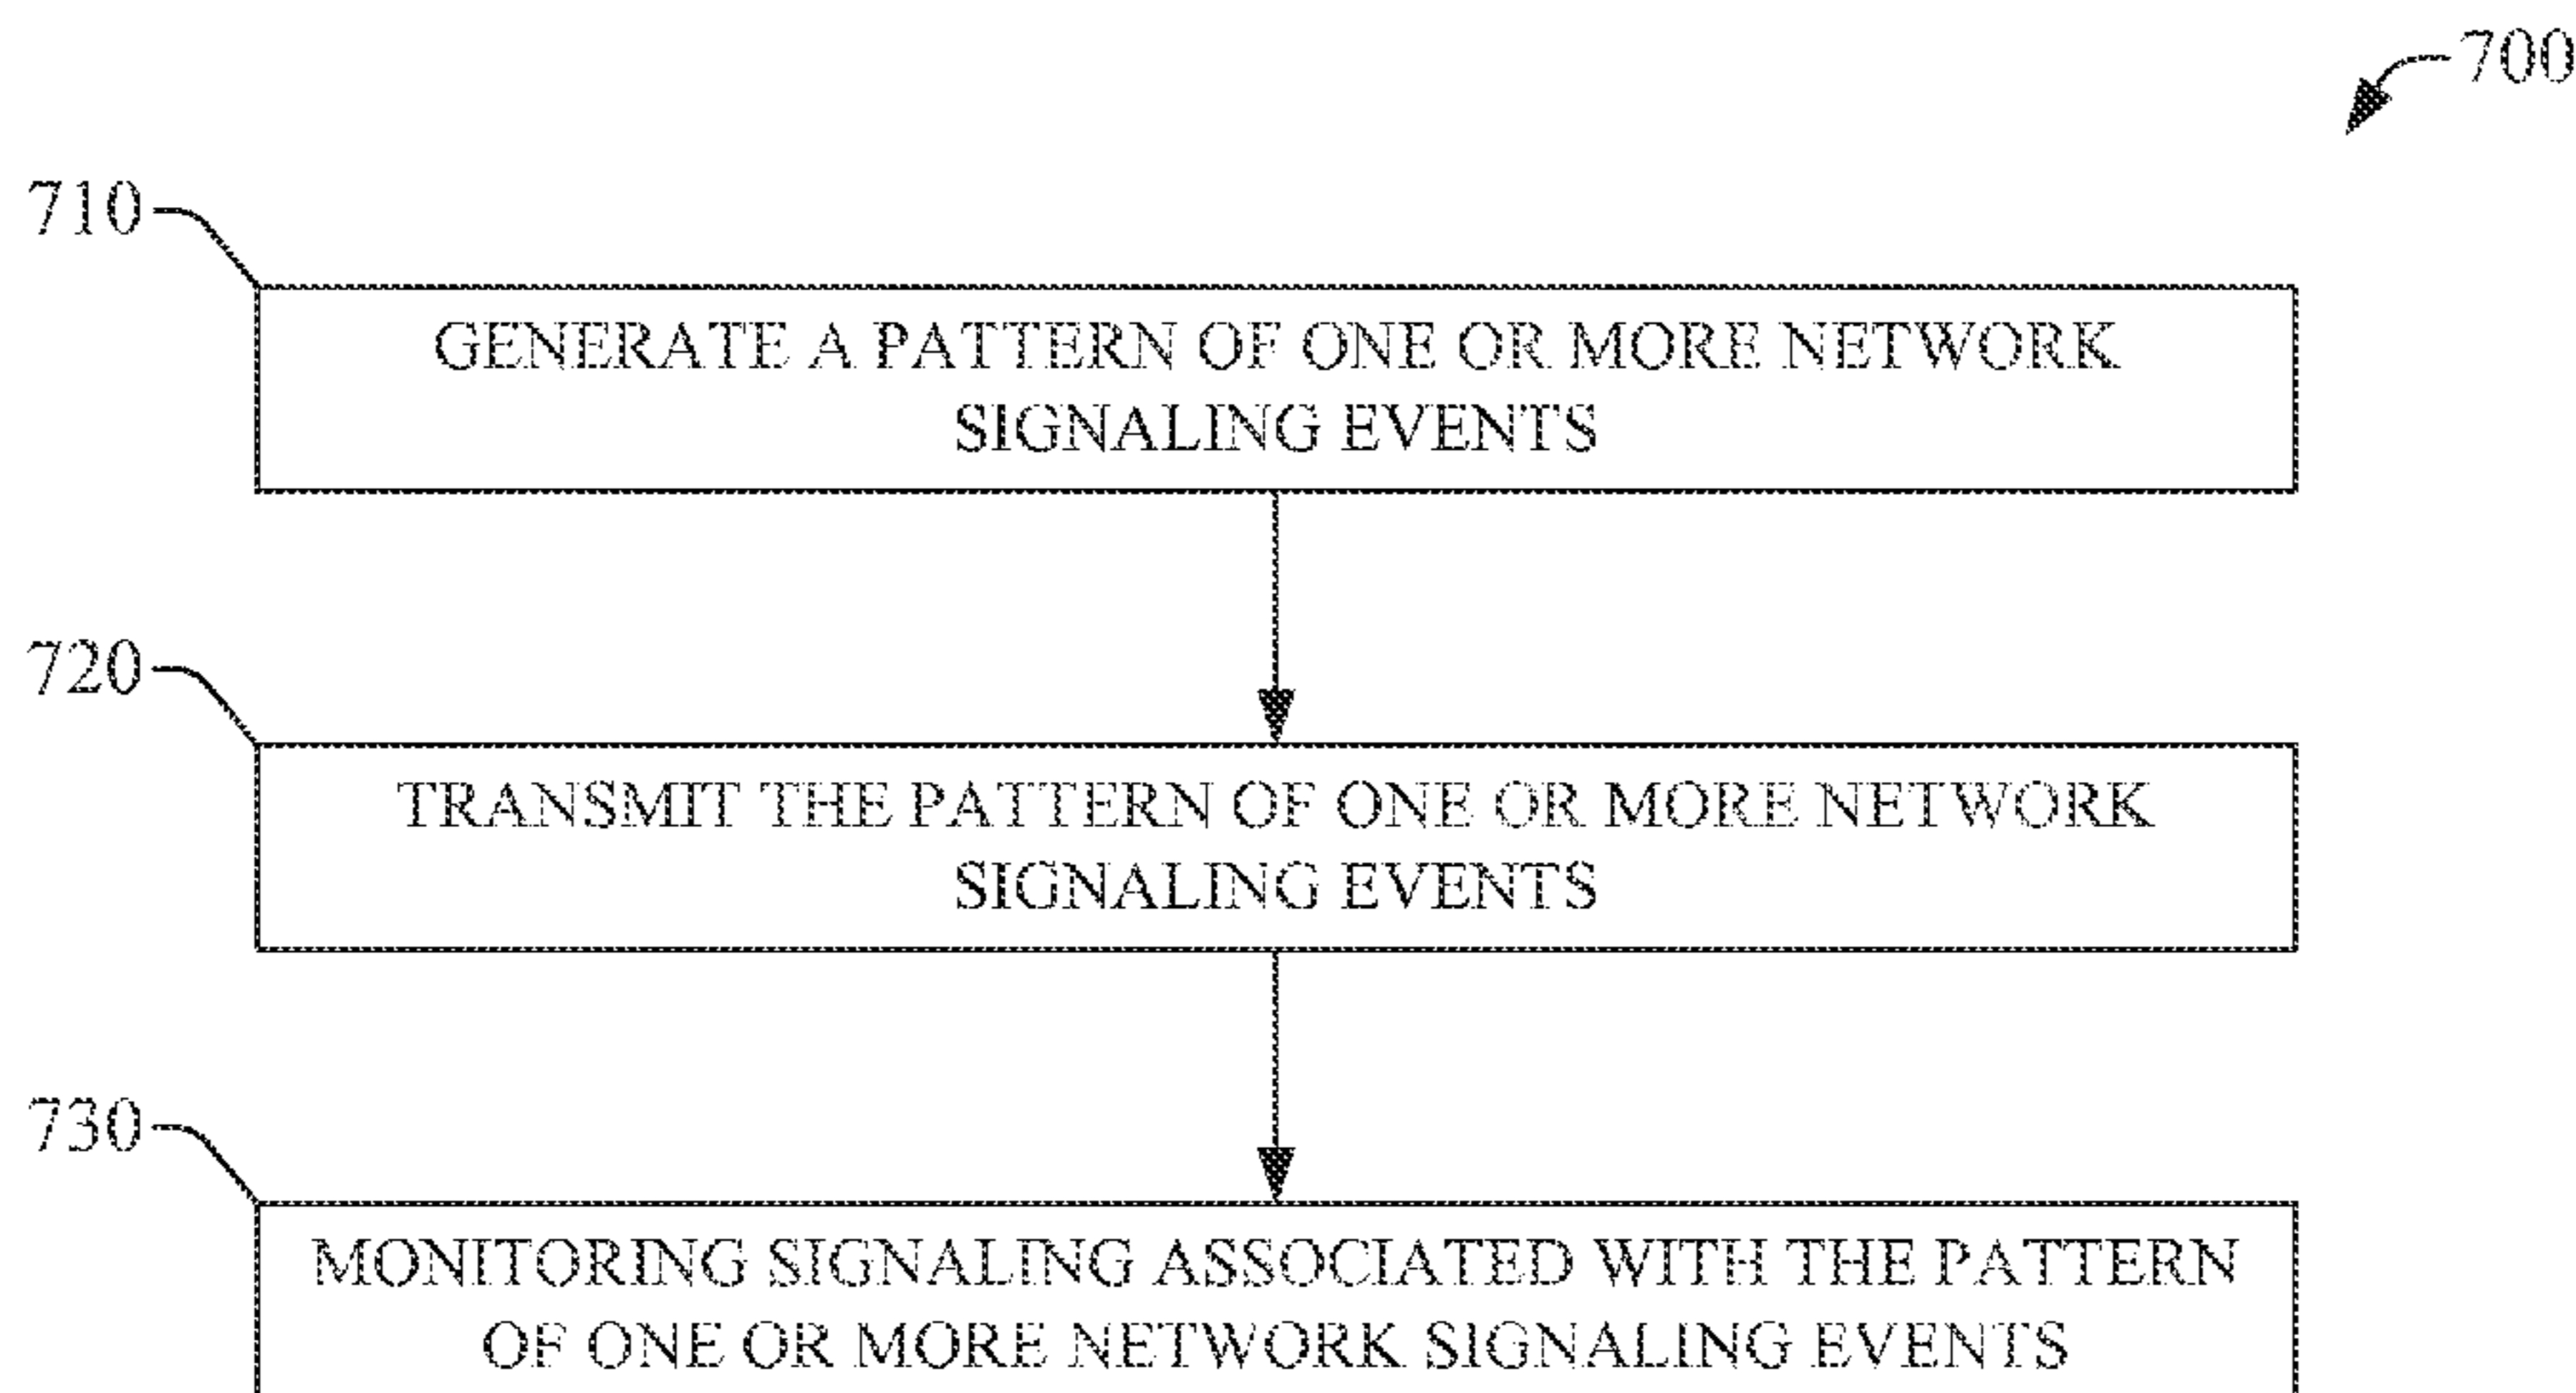 700
710
GENERATE A PATTERN OF ONE OR MORE NETWORK
SIGNALING EVENTS
720
TRANSMIT THE PATTERN OF ONE OR MORE NETWORK
SIGNALING EVENTS
730
MONITORING SIGNALING ASSOCIATED WITH THE PATTERN
OF ONE OR MORE NETWORK SIGNALING EVENTS